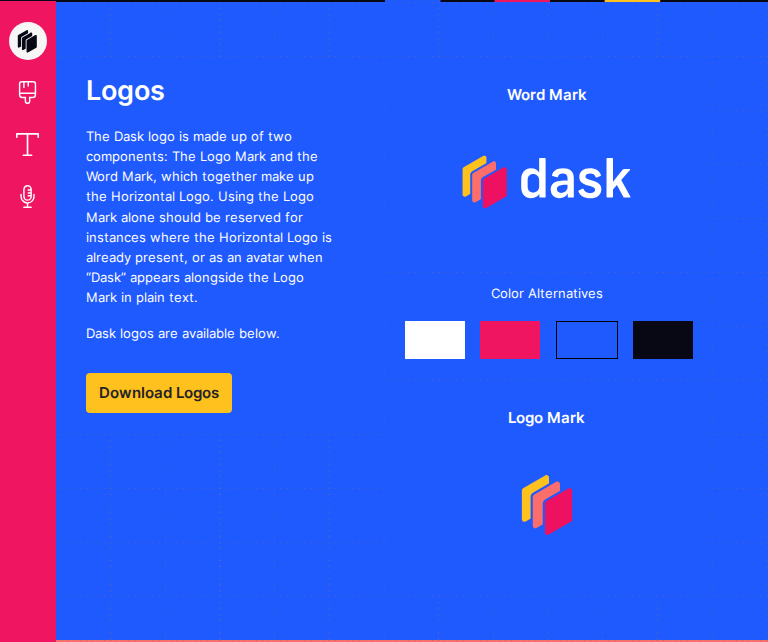 Logos
The Dask logo is made up of two
components: The Logo Mark and the
Word Mark, which together make up
the Horizontal Logo. Using the Logo
Mark alone should be reserved for
instances where the Horizontal Logo is
already present, or as an avatar when
“Dask” appears alongside the Logo
Mark in plain text.
Dask logos are available below.
Download Logos
Word Mark
dask
Color Alternatives
Logo Mark